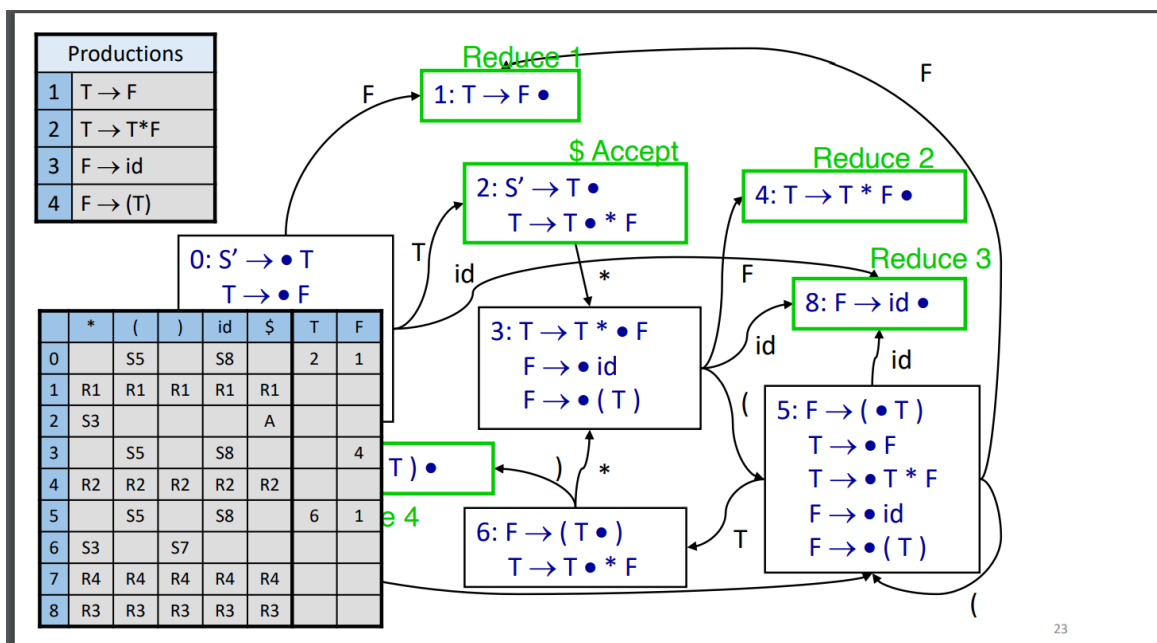 Productions
1 T → F
2 T → T*F
3 F → id
4 F → (T)
Reduce 1
F
F
1: T → F •
$ Accept
Reduce 2
2: S’ → T •
T → T • * F
4: T → T * F •
0: S’ → • T
T → • F
T
id
*
F
Reduce 3
8: F → id •
3: T → T * • F
F → • id
F → • ( T )
id
id
(
5: F → ( • T )
T → • F
T → • T * F
F → • id
F → • ( T )
* ( ) id $ T F
0 S5 S8 2 1
1 R1 R1 R1 R1 R1
2 S3 A
3 S5 S8 4
4 R2 R2 R2 R2 R2
5 S5 S8 6 1
6 S3 S7
7 R4 R4 R4 R4 R4
8 R3 R3 R3 R3 R3
T ) •
)
*
e 4
6: F → ( T • )
T → T • * F
T
(
23